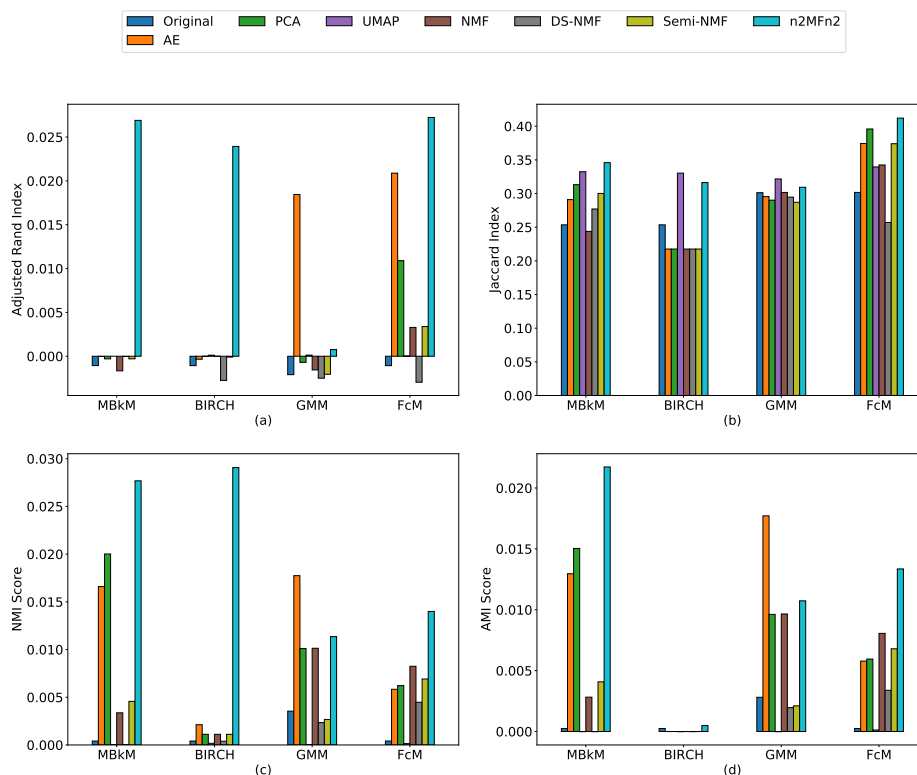 Original PCA UMAP NMF DS-NMF Semi-NMF n2MFn2
AE
Adjusted Rand Index
0.025
0.020
0.015
0.010
0.005
0.000
MBkM BIRCH GMM FcM
(a)
Jaccard Index
0.40
0.35
0.30
0.25
0.20
0.15
0.10
0.05
0.00
MBkM BIRCH GMM FcM
(b)
NMI Score
0.030
0.025
0.020
0.015
0.010
0.005
0.000
MBkM BIRCH GMM FcM
(c)
AMI Score
0.020
0.015
0.010
0.005
0.000
MBkM BIRCH GMM FcM
(d)